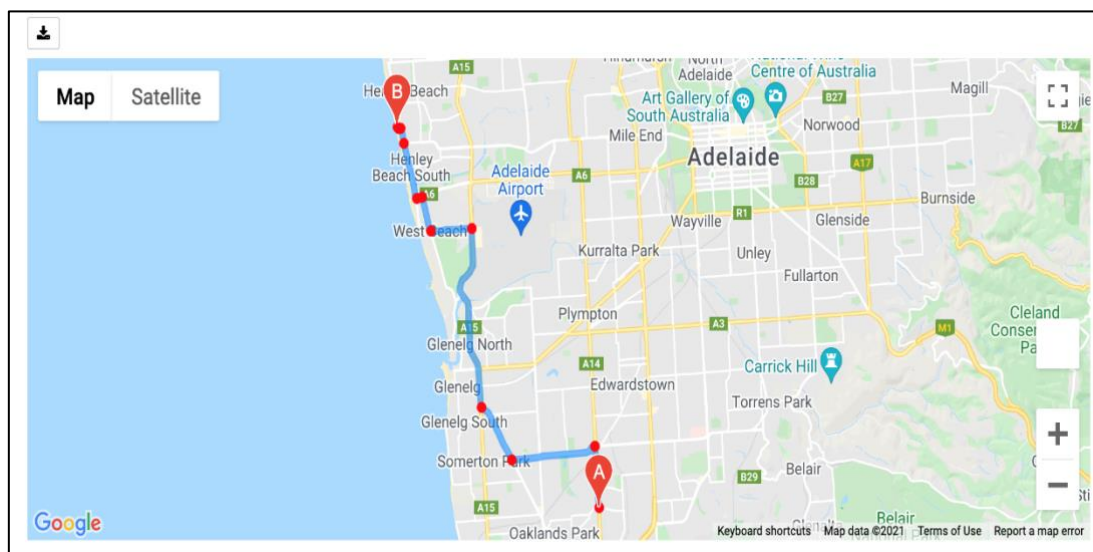 Map
Satellite
A15
North
Adelaide
Centre of Australia
Art Gallery of
South Australia
B27
Magill
B27
B
Mile End
Norwood
Adelaide
A17
Henley
Beach South
Adelaide
Airport
A6
A6
B28
Burnside
West Beach
Wayville
R1
Glenside
Kurralta Park
Unley
Fullarton
Plympton
A15
A3
M1
Cleland
Glenelg North
A14
Carrick Hill
Glenelg
Edwardstown
Torrens Park
Glenelg South
Somerton Park
A
Belair
B29
A15
Google
Oaklands Park
Keyboard shortcuts
Map data ©2021
Terms of Use
Report a map error
Belair